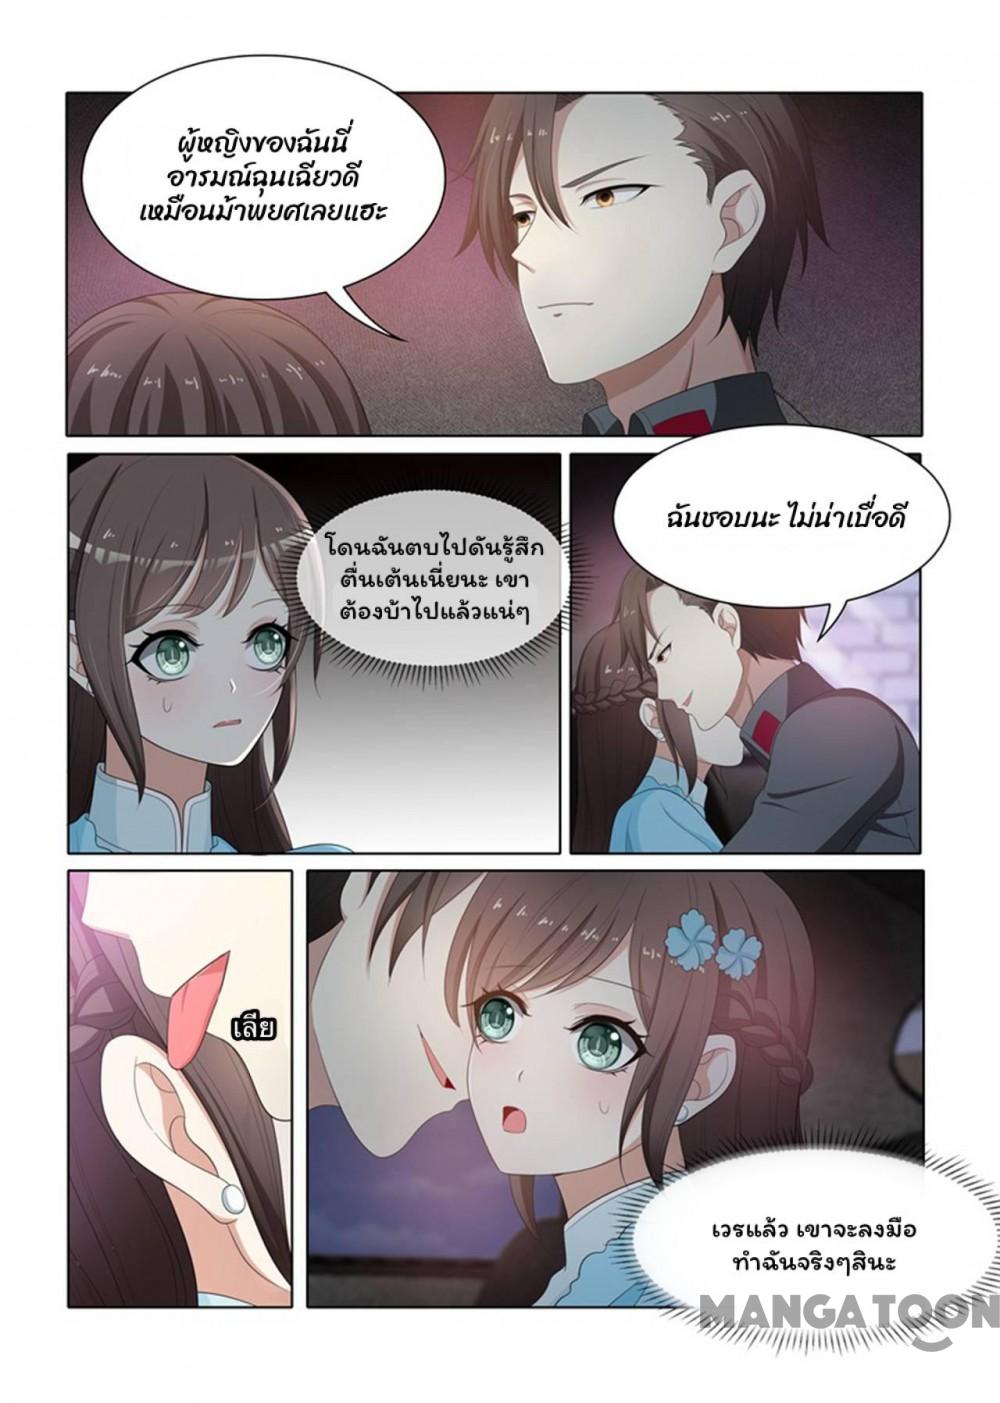 ผู้หญิงของฉันนี่
อารมณ์ฉุนเฉียวดี
เหมือนม้าพยศเลยแฮะ
โดนฉันตบไปดันรู้สึก
ตื่นเต้นเนี่ยนะ เขา
ต้องบ้าไปแล้วแน่ๆ
ฉันชอบนะ ไม่น่าเบื่อดี
เลีย
เวรแล้ว เขาจะลงมือ
ทำฉันจริงๆสินะ
MANGATOON